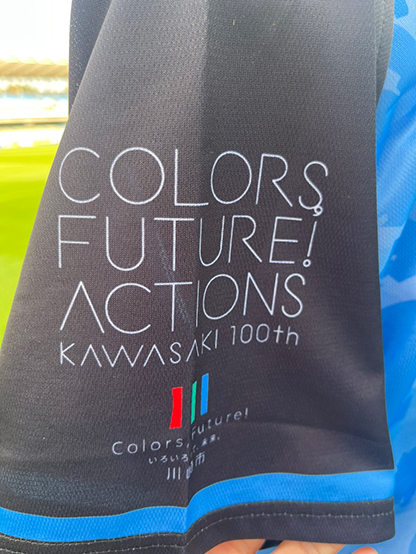 COLORS,
FUTURE!
ACTIONS
KAWASAKI 100th
Colors, Future!
いろいろ、未来。
川崎市